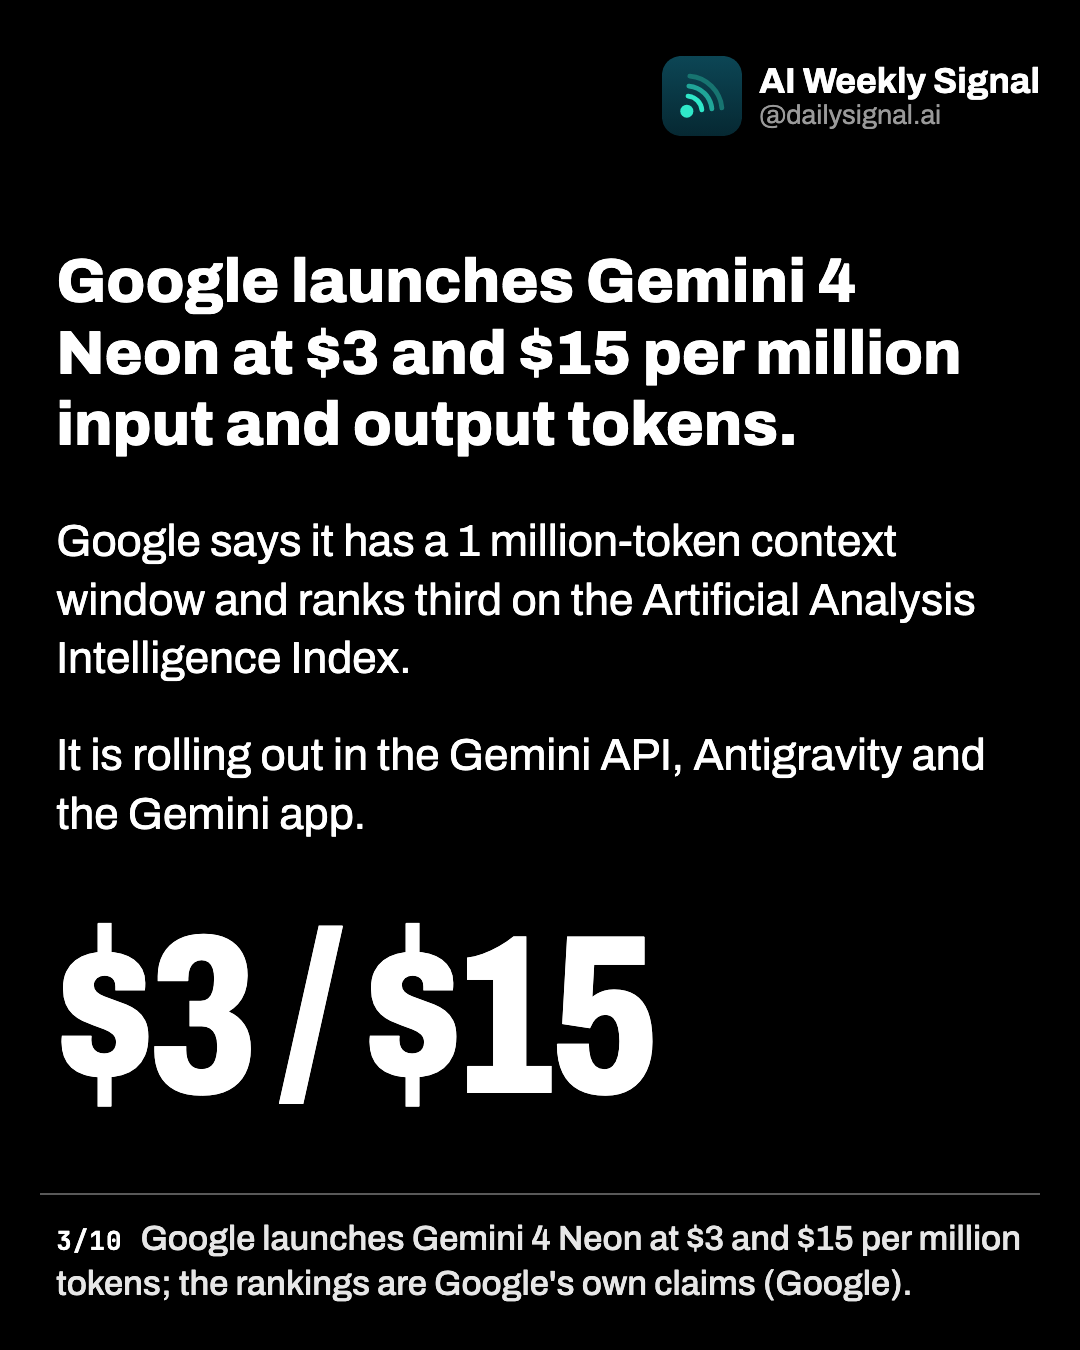 AI Weekly Signal
@dailysignal.ai
Google launches Gemini 4
Neon at $3 and $15 per million
input and output tokens.
Google says it has a 1 million-token context
window and ranks third on the Artificial Analysis
Intelligence Index.
It is rolling out in the Gemini API, Antigravity and
the Gemini app.
$3 / $15
3/10 Google launches Gemini 4 Neon at $3 and $15 per million
tokens; the rankings are Google's own claims (Google).